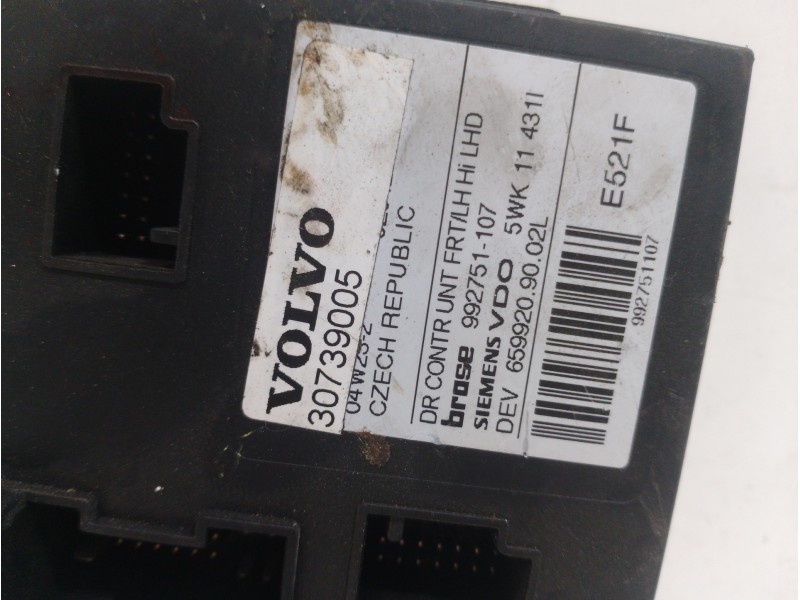 VOLVO
30739005
04W25-2
CZECH REPUBLIC
DR CONTR UNT FRT/LH Hi LHD
brose 992751-107
SIEMENS VDO 5WK 11 431I
DEV 659920.90.02L
992751107
E521F